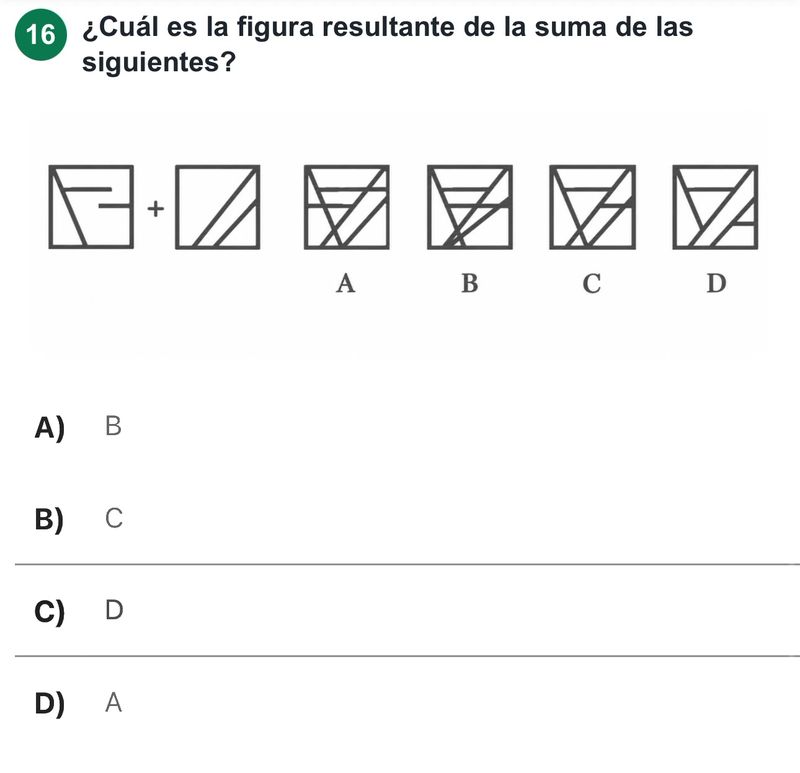 16 ¿Cuál es la figura resultante de la suma de las
siguientes?
+
A B C D
A) B
B) C
C) D
D) A